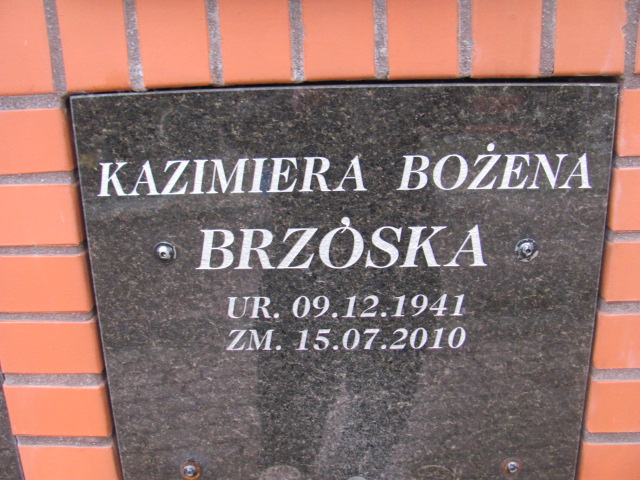 KAZIMIERA BOŻENA
BRZÓSKA
UR. 09.12.1941
ZM. 15.07.2010